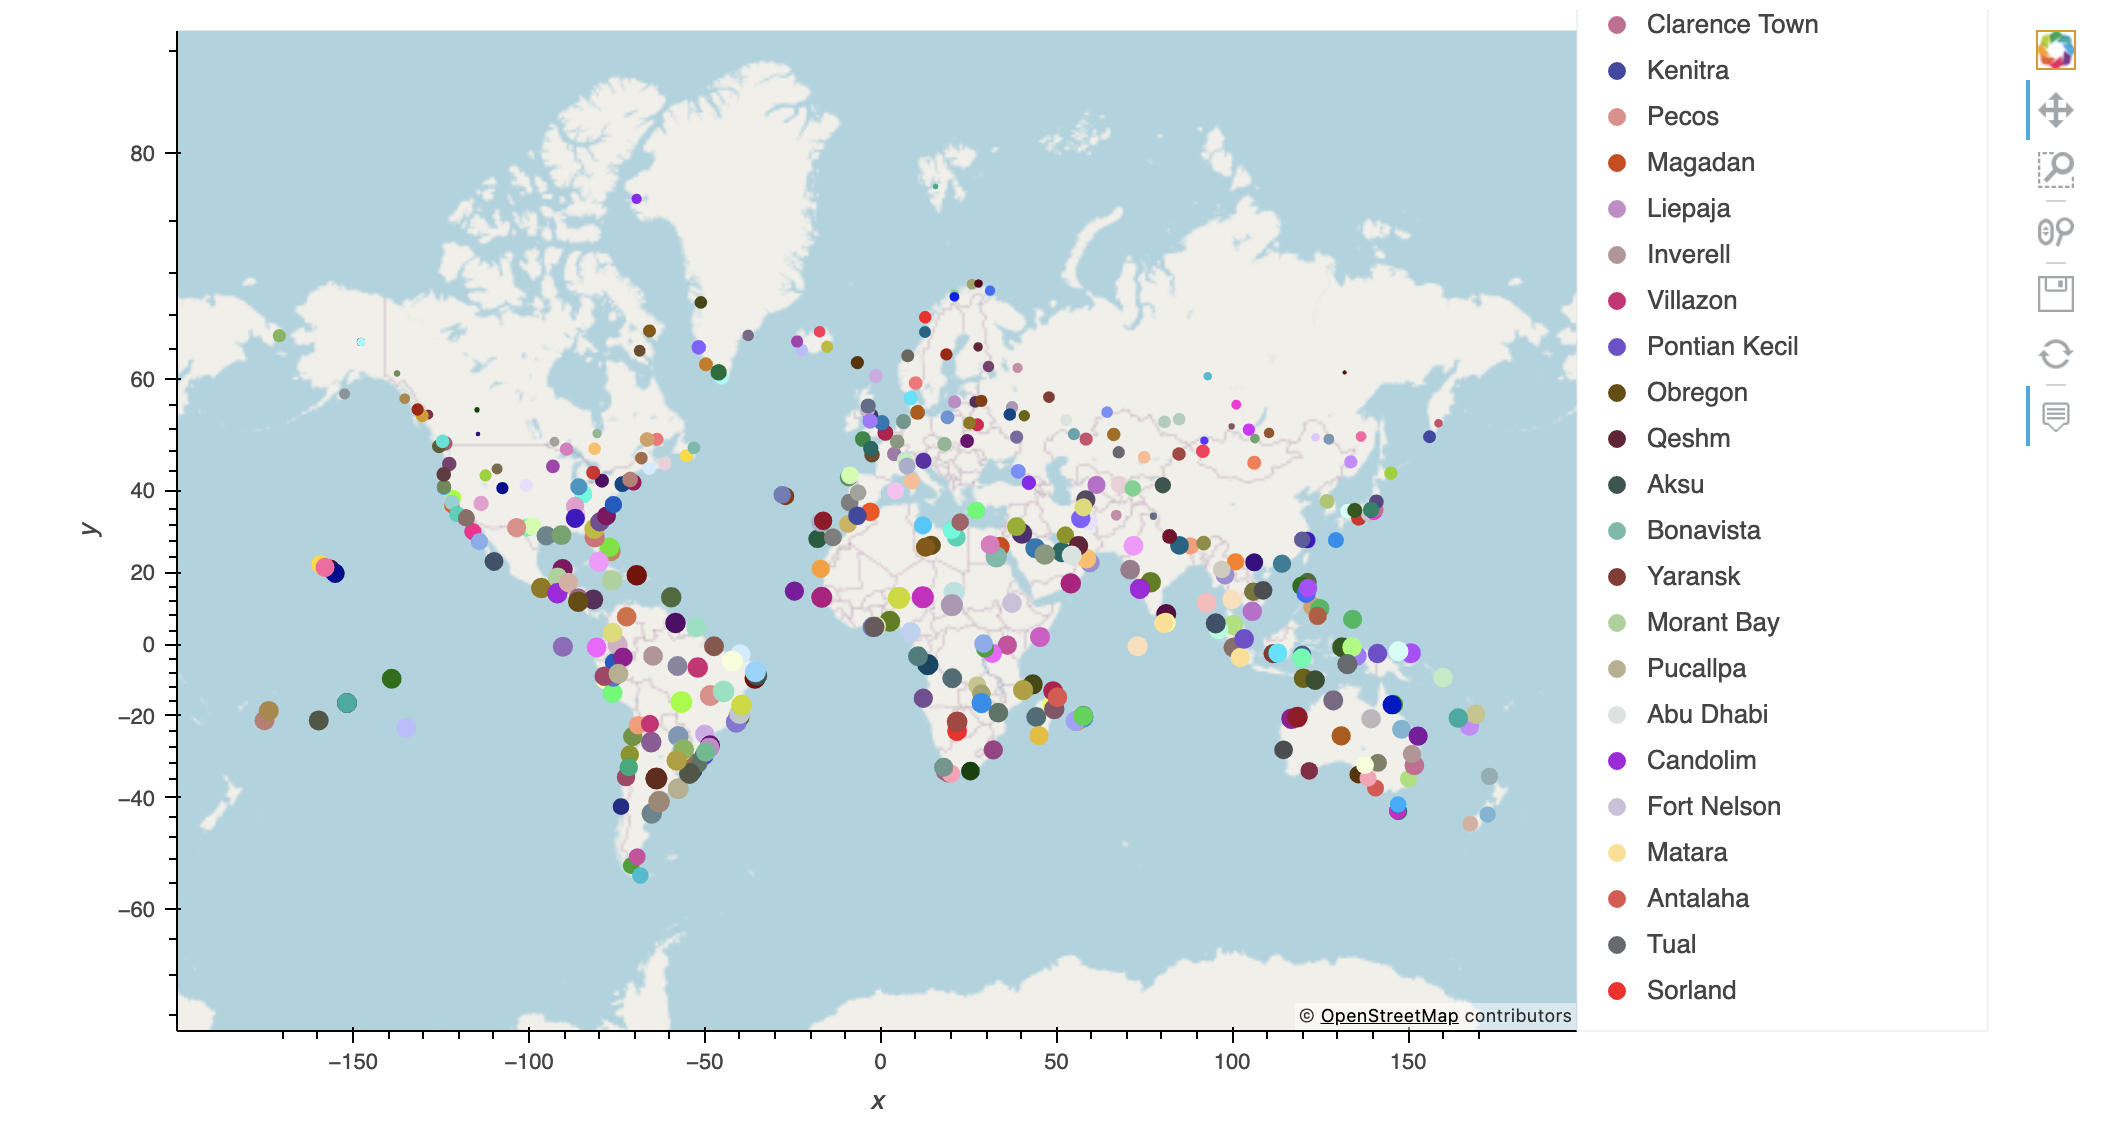 80
60
40
20
0
−20
−40
−60
y
−150
−100
−50
0
50
100
150
x
© OpenStreetMap contributors
Clarence Town
Kenitra
Pecos
Magadan
Liepaja
Inverell
Villazon
Pontian Kecil
Obregon
Qeshm
Aksu
Bonavista
Yaransk
Morant Bay
Pucallpa
Abu Dhabi
Candolim
Fort Nelson
Matara
Antalaha
Tual
Sorland